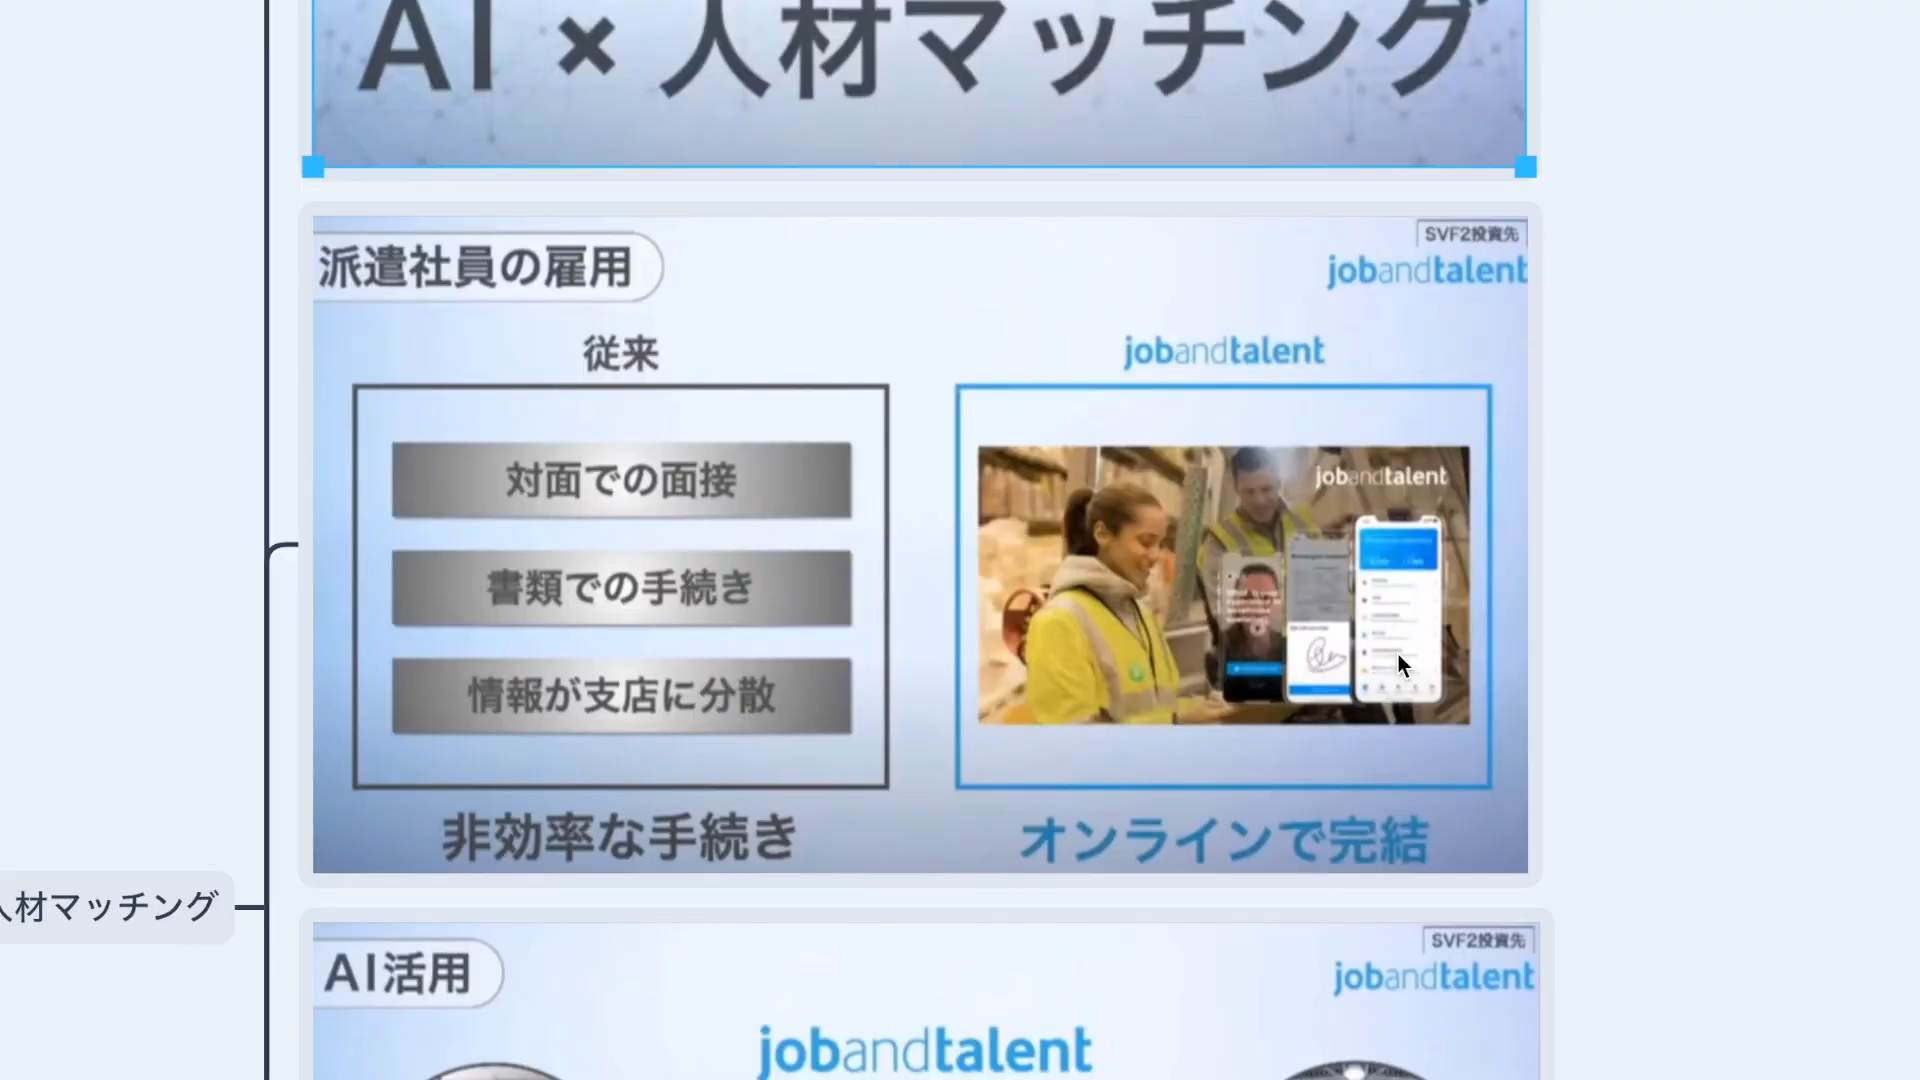 AI × 人材マッチング
派遣社員の雇用
SVF2投資先
jobandtalent
従来
jobandtalent
対面での面接
書類での手続き
情報が支店に分散
jobandtalent
非効率な手続き
オンラインで完結
人材マッチング
AI活用
SVF2投資先
jobandtalent
jobandtalent